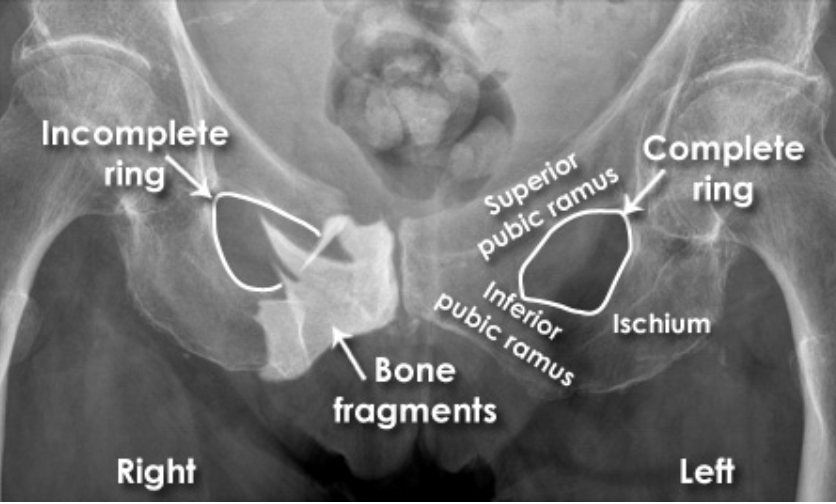 Incomplete
ring
Superior
pubic ramus
Complete
ring
Inferior
pubic ramus
Ischium
Bone
fragments
Right
Left